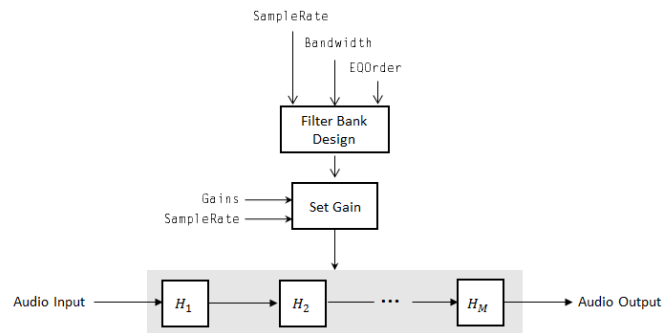 SampleRate
Bandwidth
EQOrder
Filter Bank
Design
Gains
SampleRate
Set Gain
Audio Input
H1
H2
...
HM
Audio Output